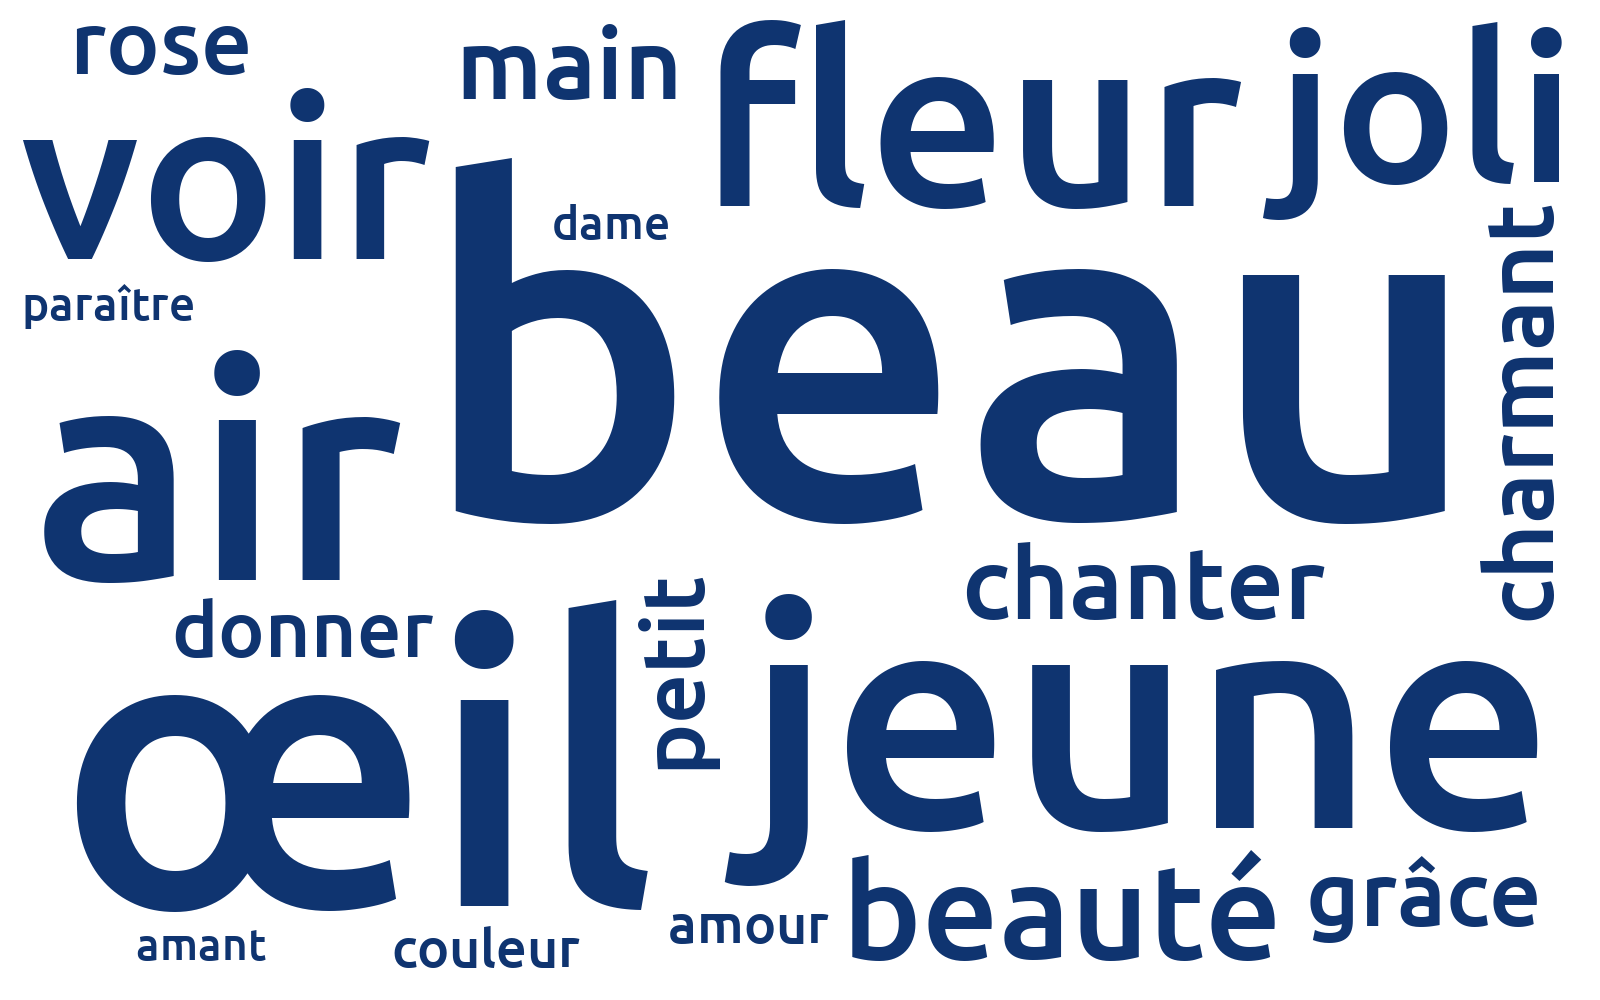 rose
main
fleur
joli
voir
beau
dame
charmant
paraître
air
chanter
donner
petit
œil
jeune
beauté
grâce
amour
amant
couleur